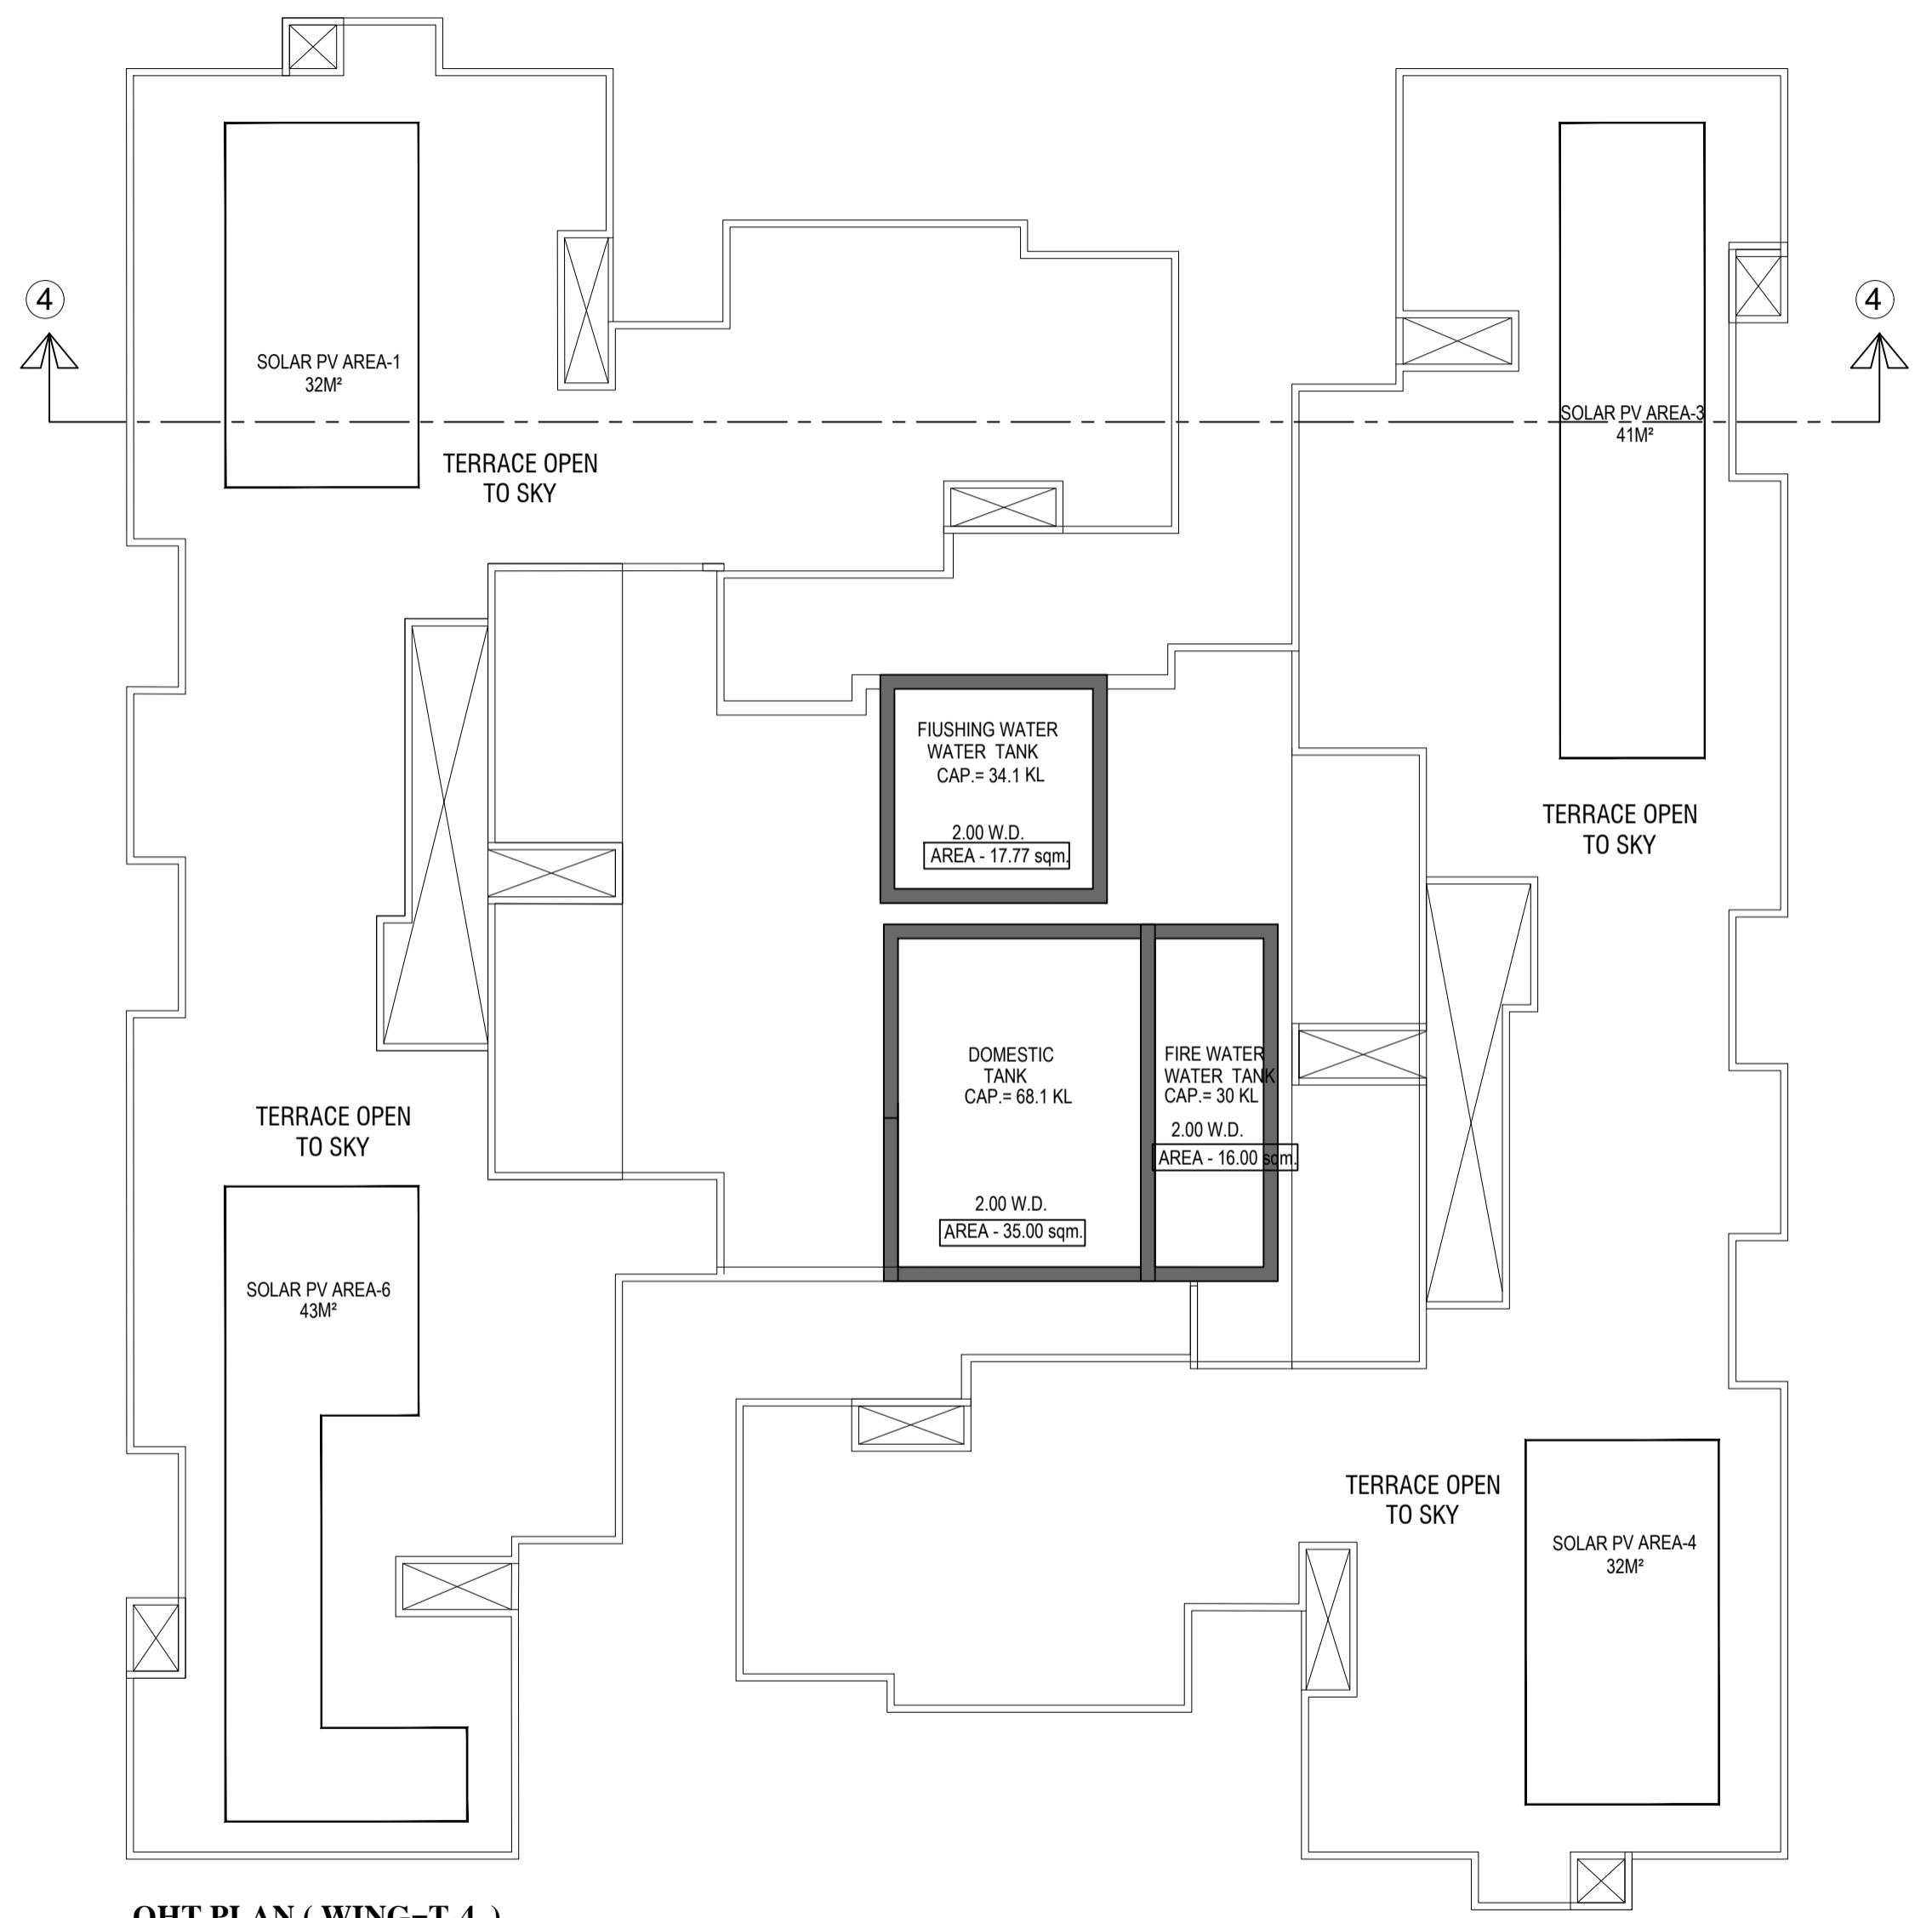 4
4
SOLAR PV AREA-1
32M²
SOLAR PV AREA-3
41M²
TERRACE OPEN
TO SKY
FIUSHING WATER
WATER TANK
CAP.= 34.1 KL
2.00 W.D.
AREA - 17.77 sqm.
TERRACE OPEN
TO SKY
DOMESTIC
TANK
CAP.= 68.1 KL
2.00 W.D.
AREA - 35.00 sqm.
FIRE WATER
WATER TANK
CAP.= 30 KL
2.00 W.D.
AREA - 16.00 sqm.
TERRACE OPEN
TO SKY
SOLAR PV AREA-6
43M²
TERRACE OPEN
TO SKY
SOLAR PV AREA-4
32M²
OHT PLAN ( WING=T-4 )